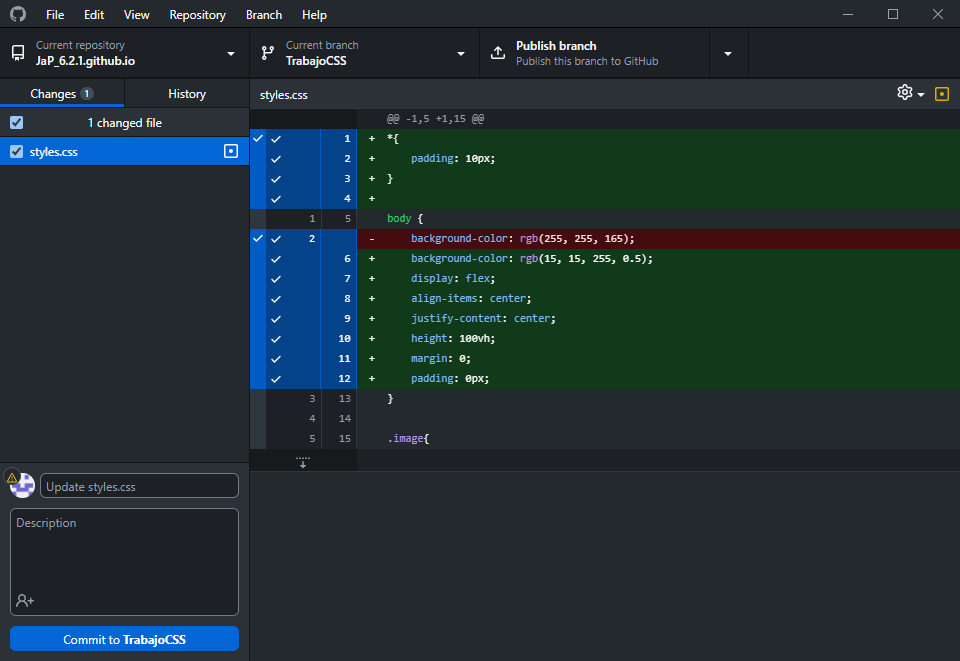 File Edit View Repository Branch Help
Current repository
JaP_6.2.1.github.io
Current branch
TrabajoCSS
Publish branch
Publish this branch to GitHub
Changes 1 History
styles.css
1 changed file
styles.css
@@ -1,5 +1,15 @@
1 + *{
2 + padding: 10px;
3 + }
4 +
1 5 body {
2 - background-color: rgb(255, 255, 165);
6 + background-color: rgb(15, 15, 255, 0.5);
7 + display: flex;
8 + align-items: center;
9 + justify-content: center;
10 + height: 100vh;
11 + margin: 0;
12 + padding: 0px;
3 13 }
4 14
5 15 .image{
Update styles.css
Description
Commit to TrabajoCSS